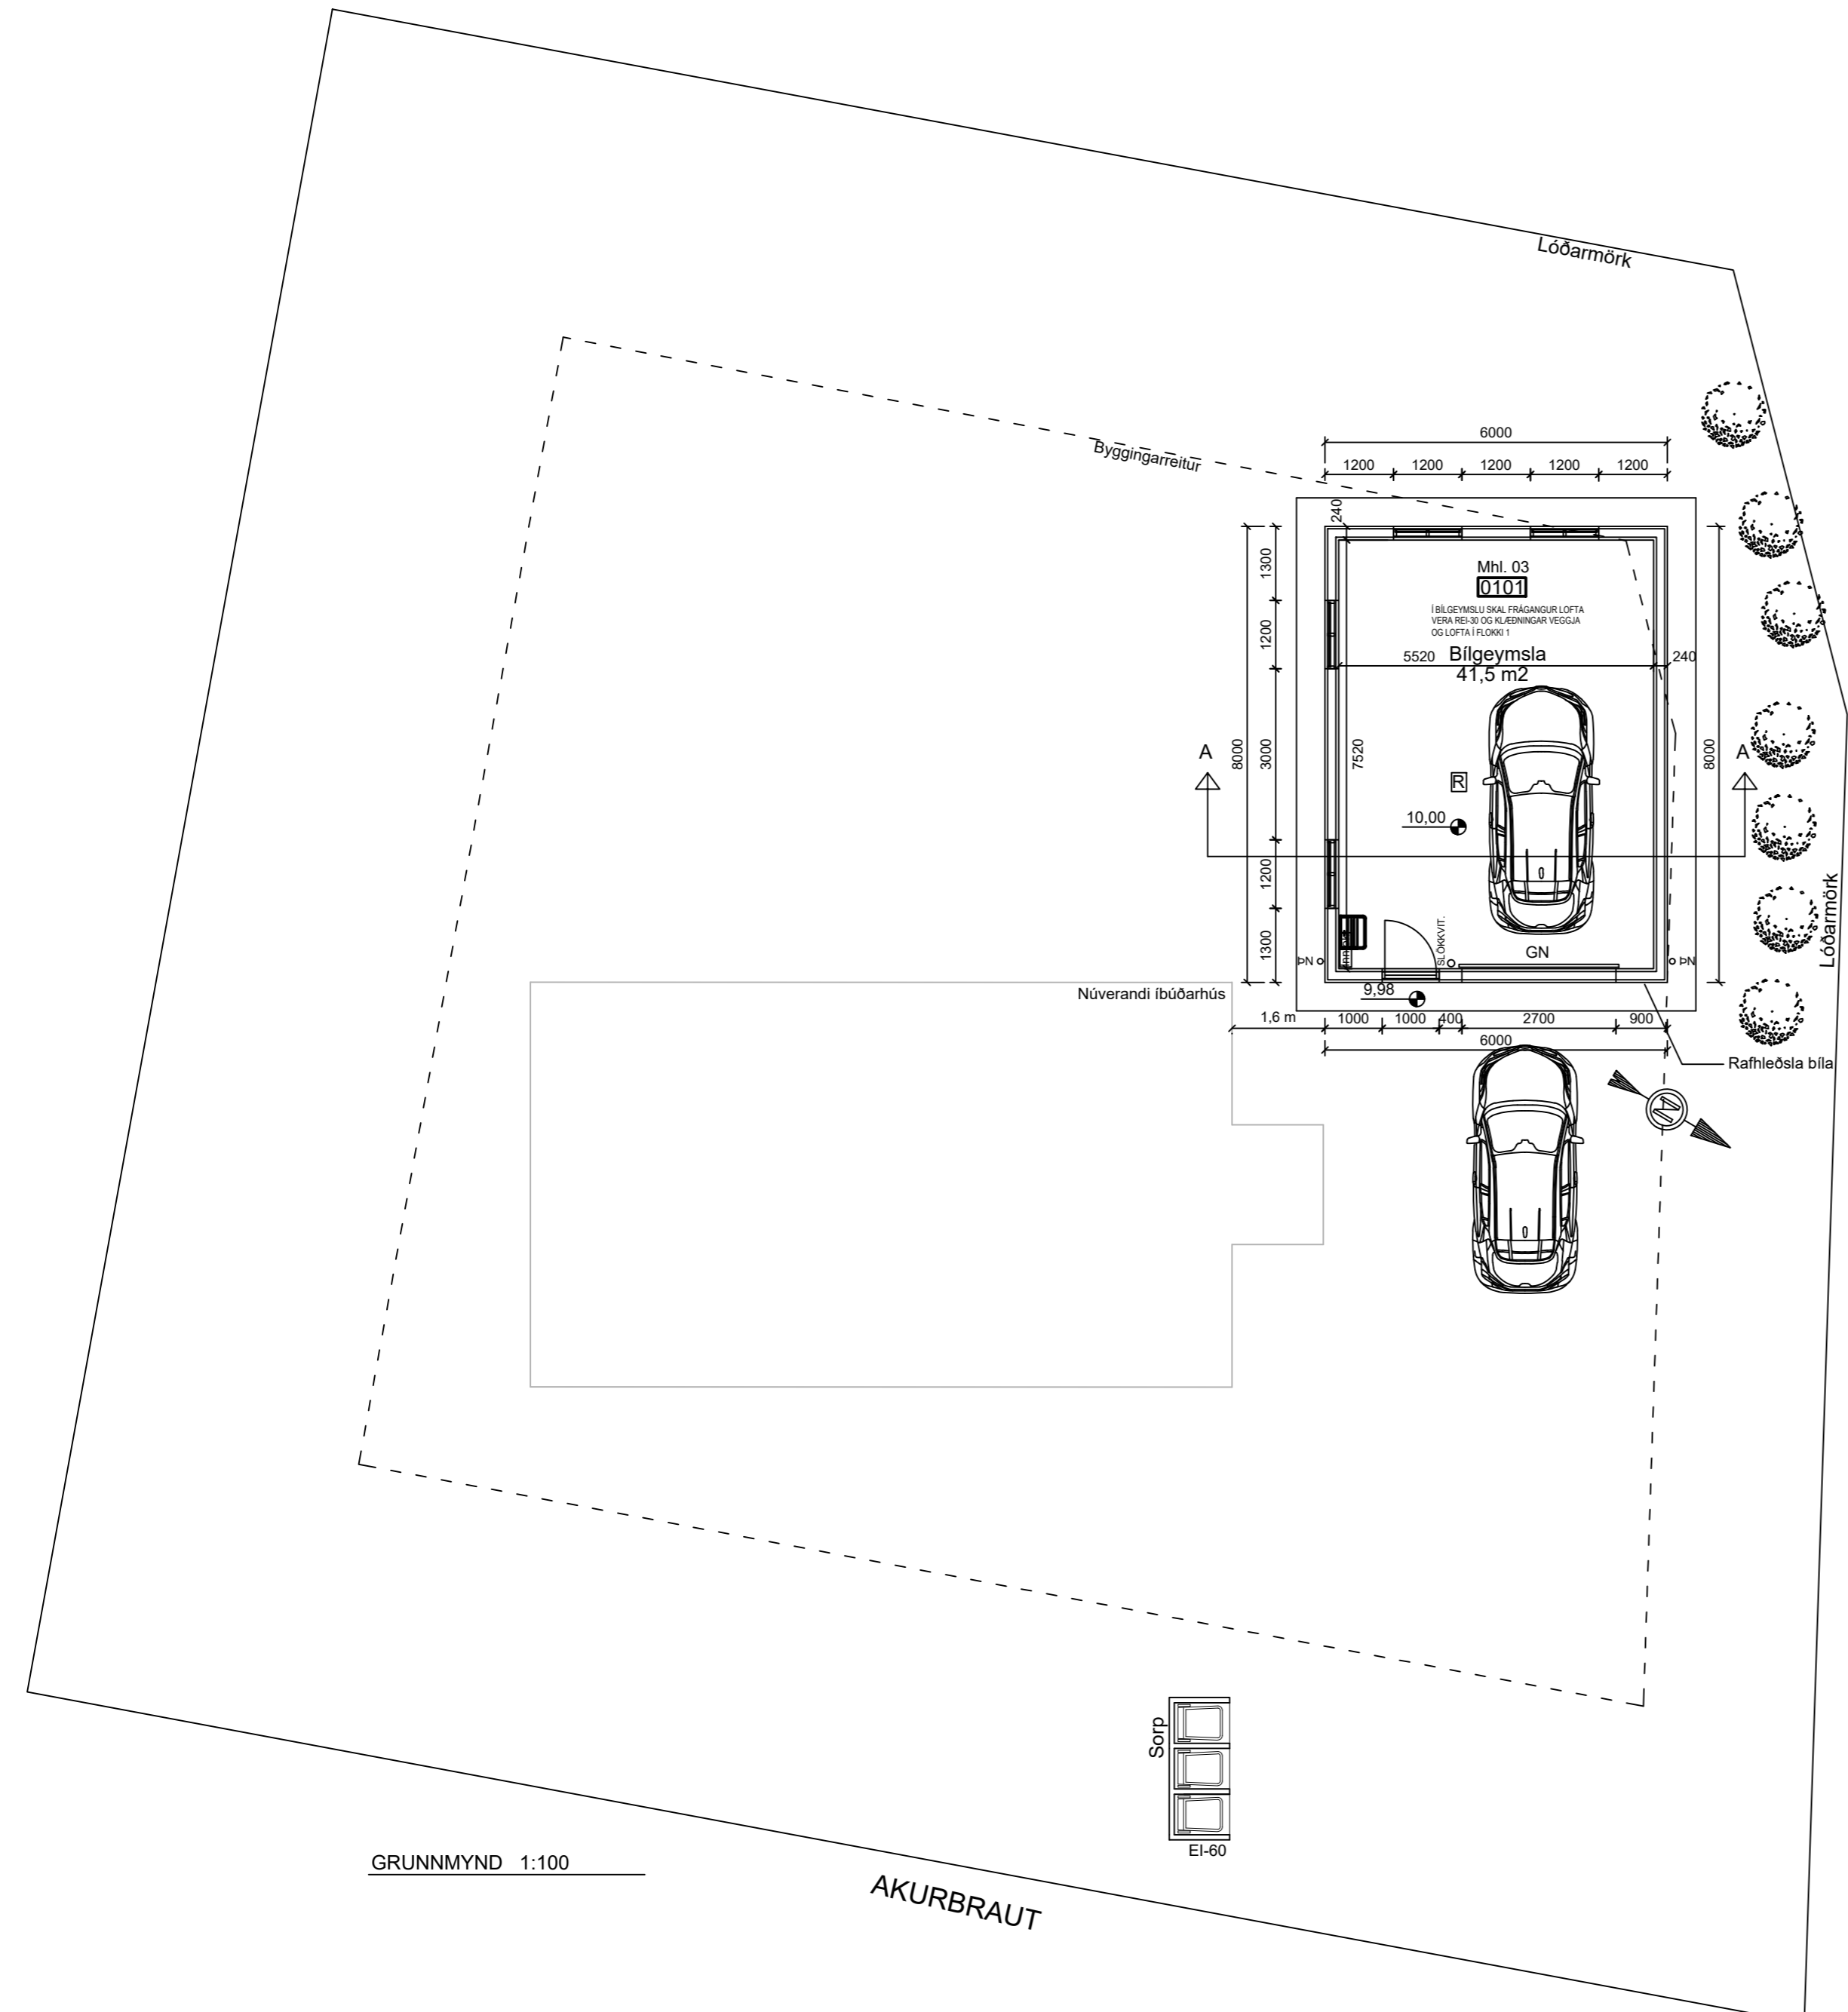 Lóðarmörk
Byggingarreitur
6000
1200 1200 1200 1200 1200
240
1300
1200
3000
1200
1300
8000
Mhl. 03
0101
Í BÍLGEYMSLU SKAL FRÁGANGUR LOFTA
VERA REI-30 OG KLÆÐNINGAR VEGGJA
OG LOFTA Í FLOKKI 1
5520 Bílgeymsla 240
41,5 m2
7520
8000
A
A
R
10,00
SLÖKKVIT.
GN
ÞN
ÞN
Lóðarmörk
Núverandi íbúðarhús
9,98
1,6 m 1000 1000 400 2700 900
6000
Rafhleðsla bíla
N
Sorp
EI-60
GRUNNMYND 1:100
AKURBRAUT